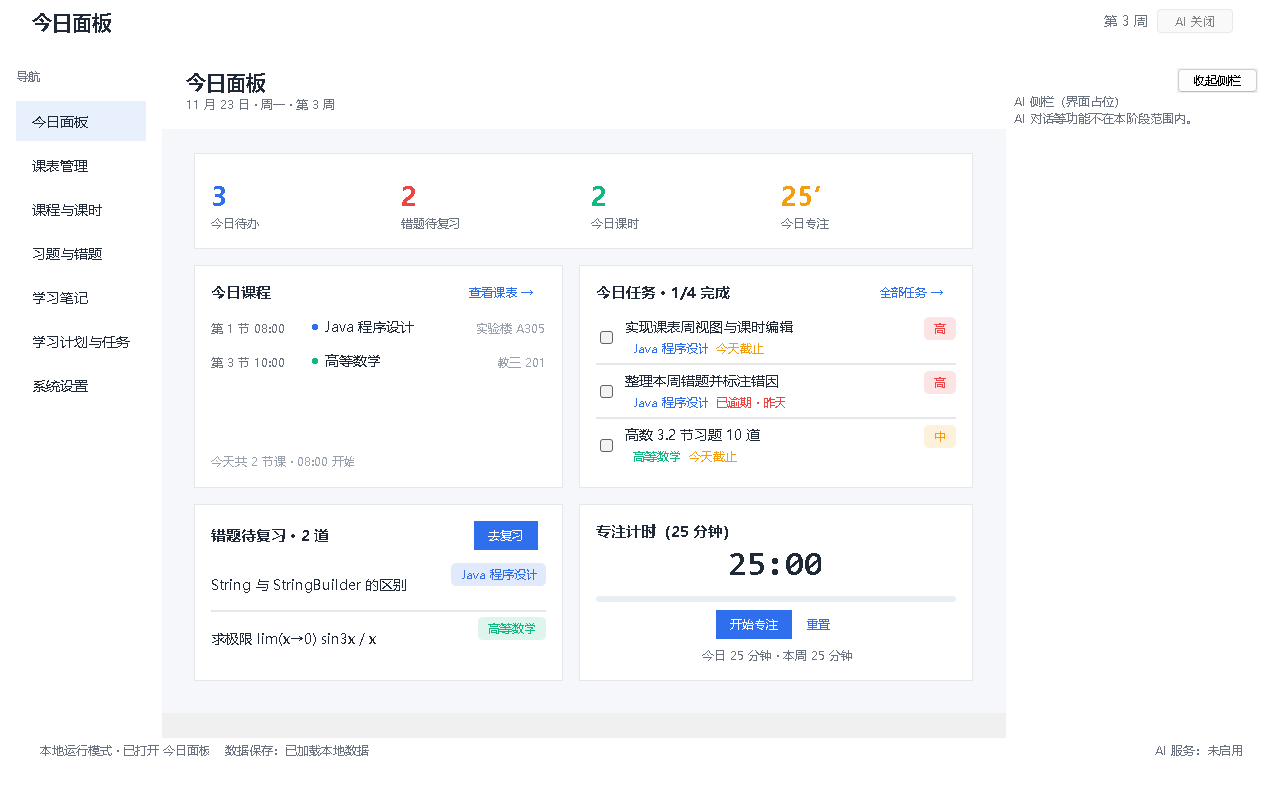 今日面板
第 3 周 AI 关闭
导航
今日面板
课表管理
课程与课时
习题与错题
学习笔记
学习计划与任务
系统设置
今日面板
11 月 23 日 · 周一 · 第 3 周
3
今日待办
2
错题待复习
2
今日课时
25′
今日专注
今日课程 查看课表 →
第 1 节 08:00 Java 程序设计 实验楼 A305
第 3 节 10:00 高等数学 教三 201
今天共 2 节课 · 08:00 开始
今日任务 · 1/4 完成 全部任务 →
实现课表周视图与课时编辑 高
Java 程序设计 今天截止
整理本周错题并标注错因 高
Java 程序设计 已逾期 · 昨天
高数 3.2 节习题 10 道 中
高等数学 今天截止
错题待复习 · 2 道 去复习
String 与 StringBuilder 的区别 Java 程序设计
求极限 lim(x→0) sin3x / x 高等数学
专注计时（25 分钟）
25:00
开始专注 重置
今日 25 分钟 · 本周 25 分钟
收起侧栏
AI 侧栏（界面占位）
AI 对话等功能不在本阶段范围内。
本地运行模式 · 已打开 今日面板 数据保存：已加载本地数据
AI 服务：未启用